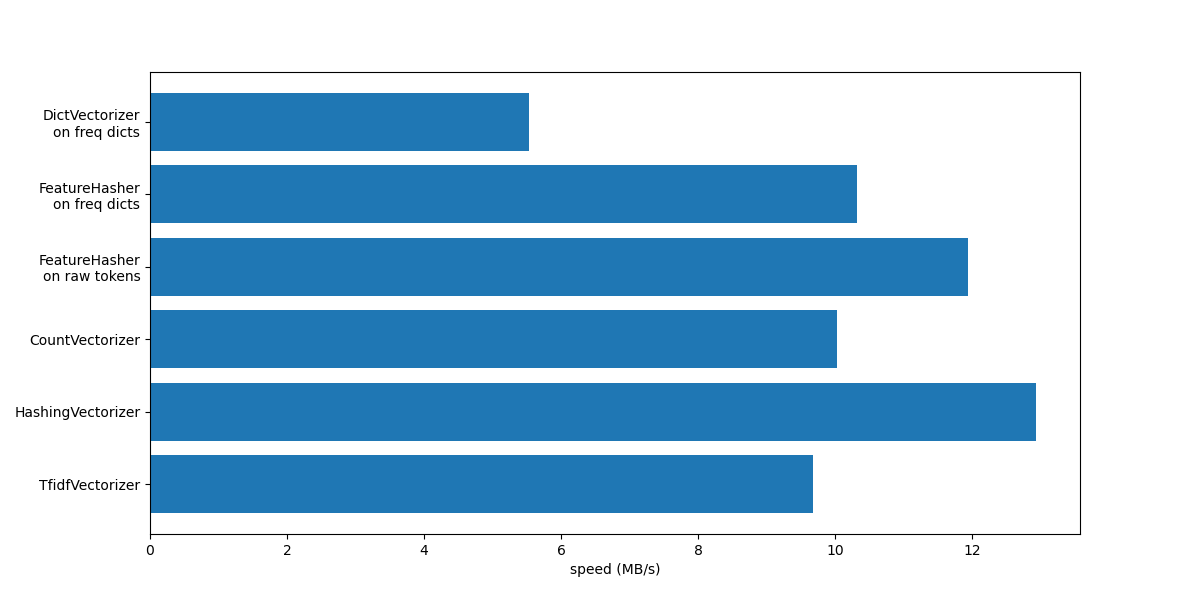 DictVectorizer
on freq dicts
FeatureHasher
on freq dicts
FeatureHasher
on raw tokens
CountVectorizer
HashingVectorizer
TfidfVectorizer
0 2 4 6 8 10 12
speed (MB/s)